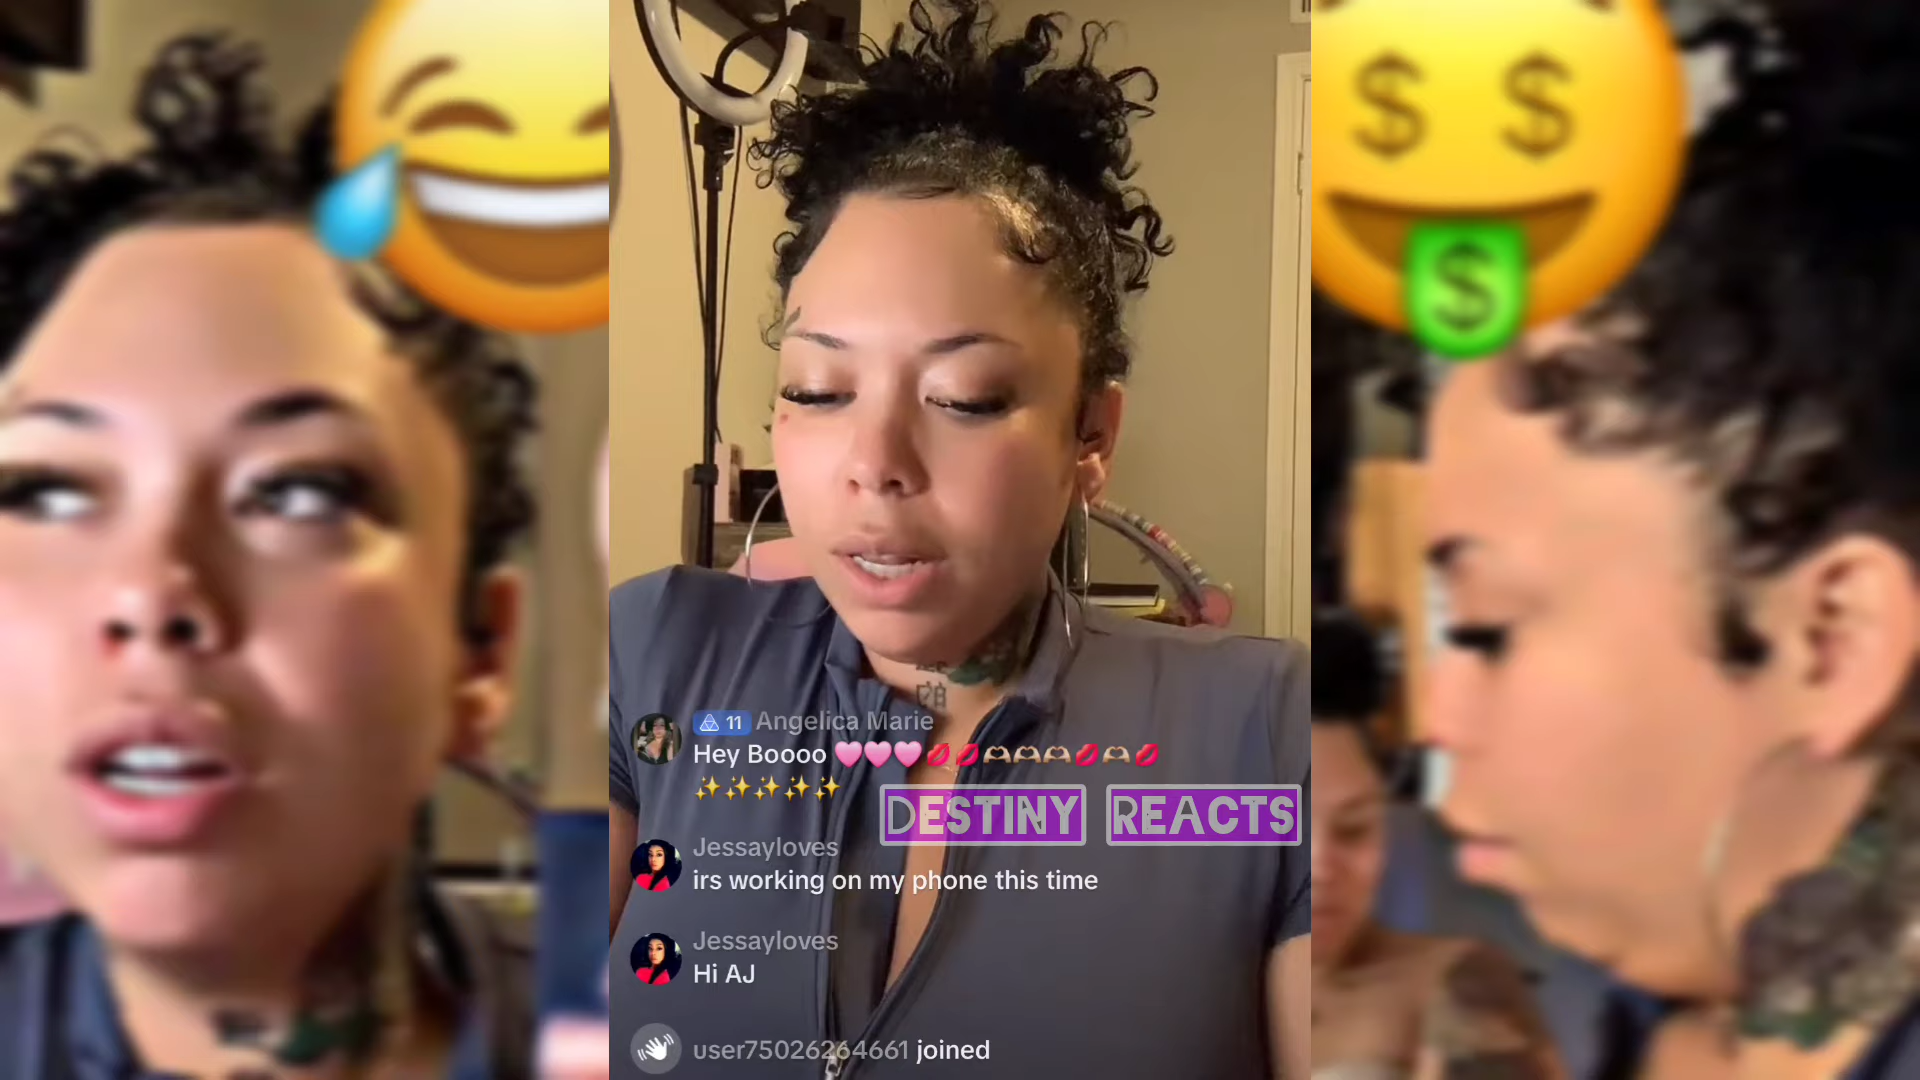 11 Angelica Marie
Hey Boooo 🩷🩷🩷💋💋🫶🏼🫶🏼🫶🏼💋🫶🏼💋
✨✨✨✨✨
DESTINY REACTS
Jessayloves
irs working on my phone this time
Jessayloves
Hi AJ
user75026264661 joined